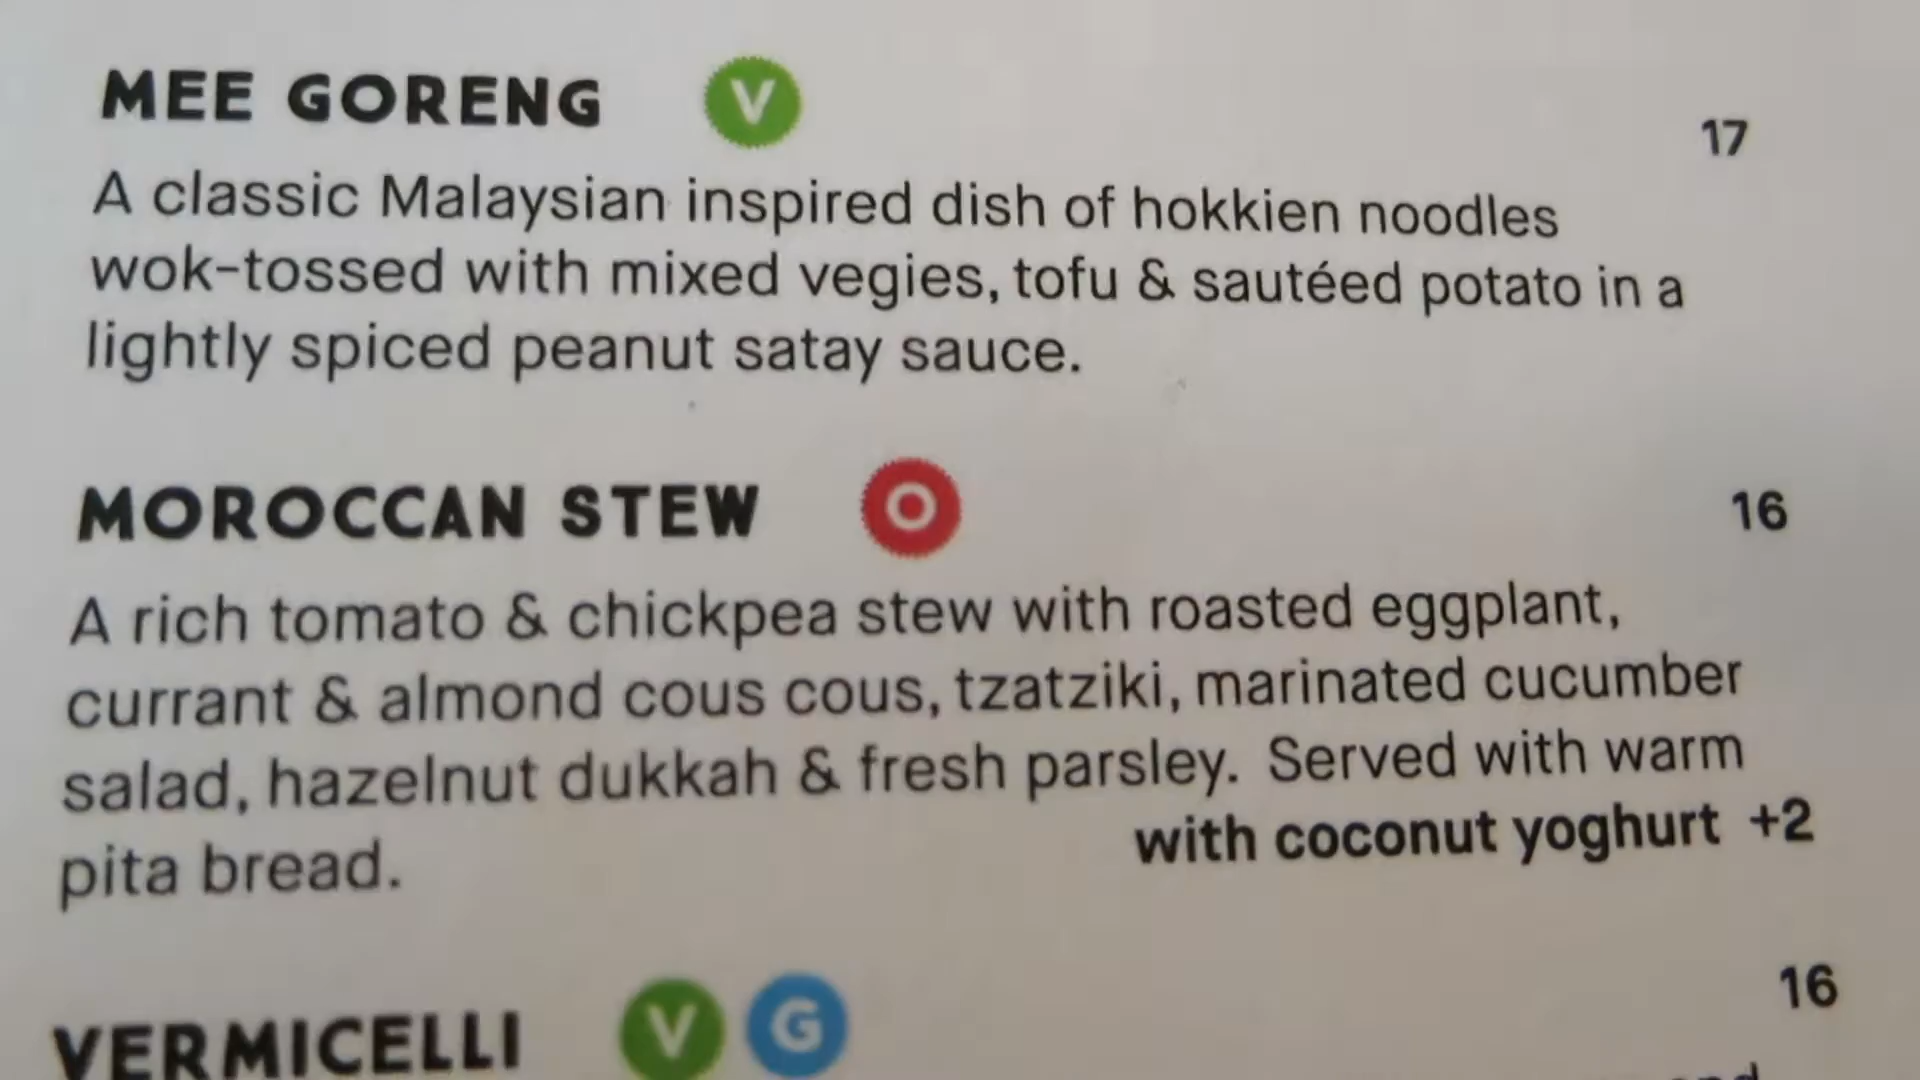 MEE GORENG V
17
A classic Malaysian inspired dish of hokkien noodles
wok-tossed with mixed vegies, tofu & sautéed potato in a
lightly spiced peanut satay sauce.
MOROCCAN STEW O
16
A rich tomato & chickpea stew with roasted eggplant,
currant & almond cous cous, tzatziki, marinated cucumber
salad, hazelnut dukkah & fresh parsley. Served with warm
pita bread.
with coconut yoghurt +2
VERMICELLI V G
16